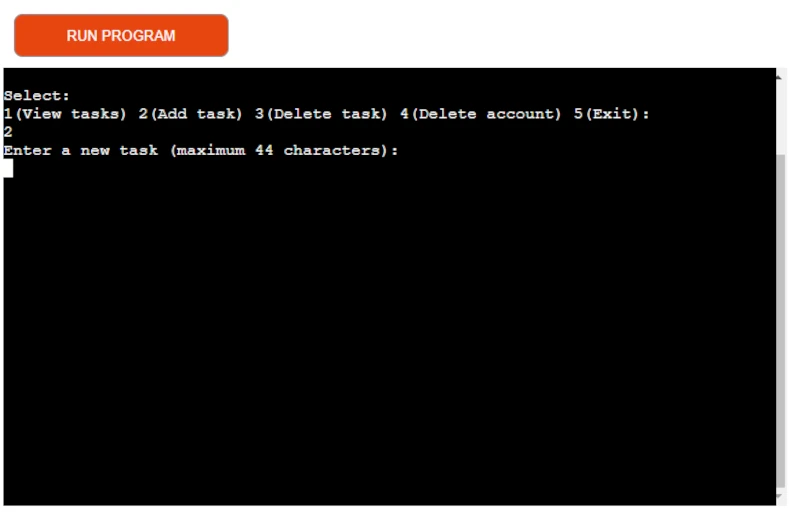 RUN PROGRAM
Select:
1(View tasks) 2(Add task) 3(Delete task) 4(Delete account) 5(Exit):
2
Enter a new task (maximum 44 characters):